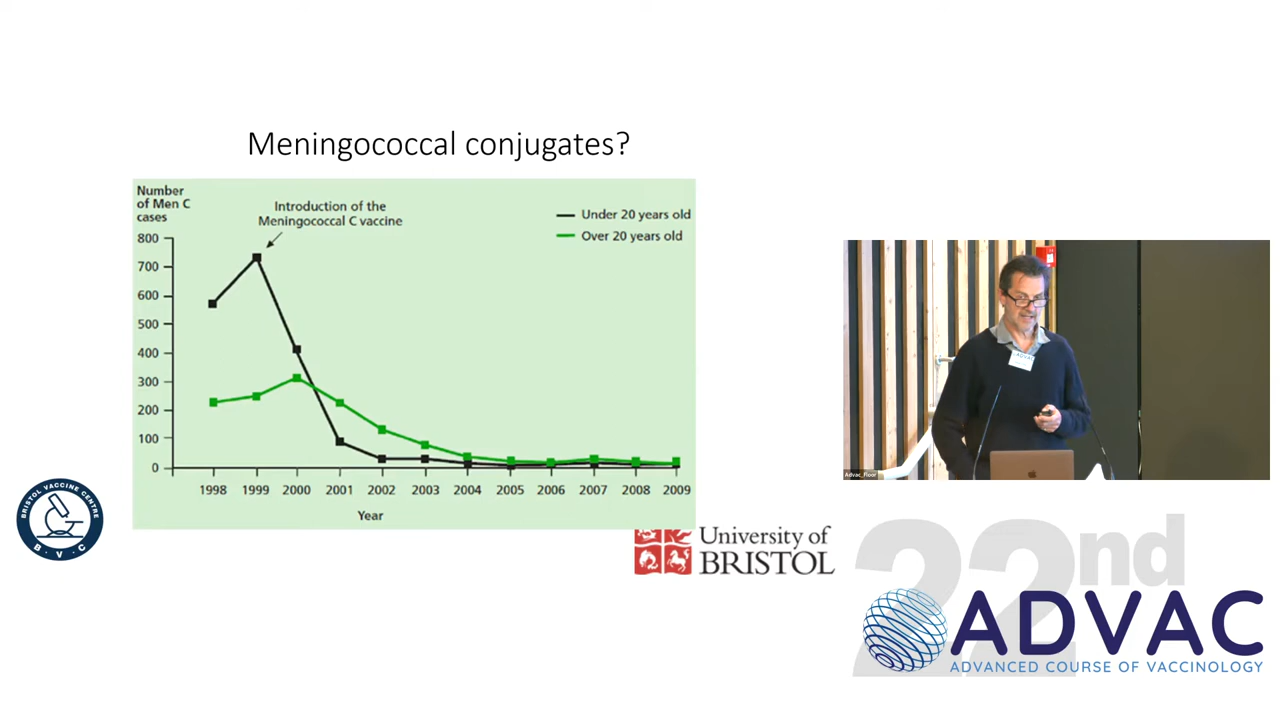 Meningococcal conjugates?
Number
of Men C
cases
Introduction of the
Meningococcal C vaccine
Under 20 years old
Over 20 years old
800
700
600
500
400
300
200
100
0
1998 1999 2000 2001 2002 2003 2004 2005 2006 2007 2008 2009
Year
ADVAC
Advac_Floor
BRISTOL VACCINE CENTRE
B · V · C
University of
BRISTOL
22nd
ADVAC
ADVANCED COURSE OF VACCINOLOGY